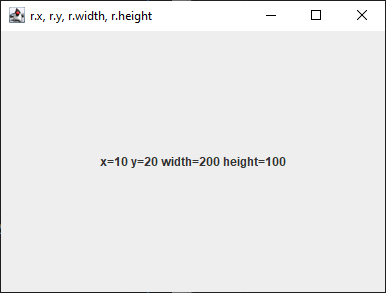 r.x, r.y, r.width, r.height
x=10 y=20 width=200 height=100